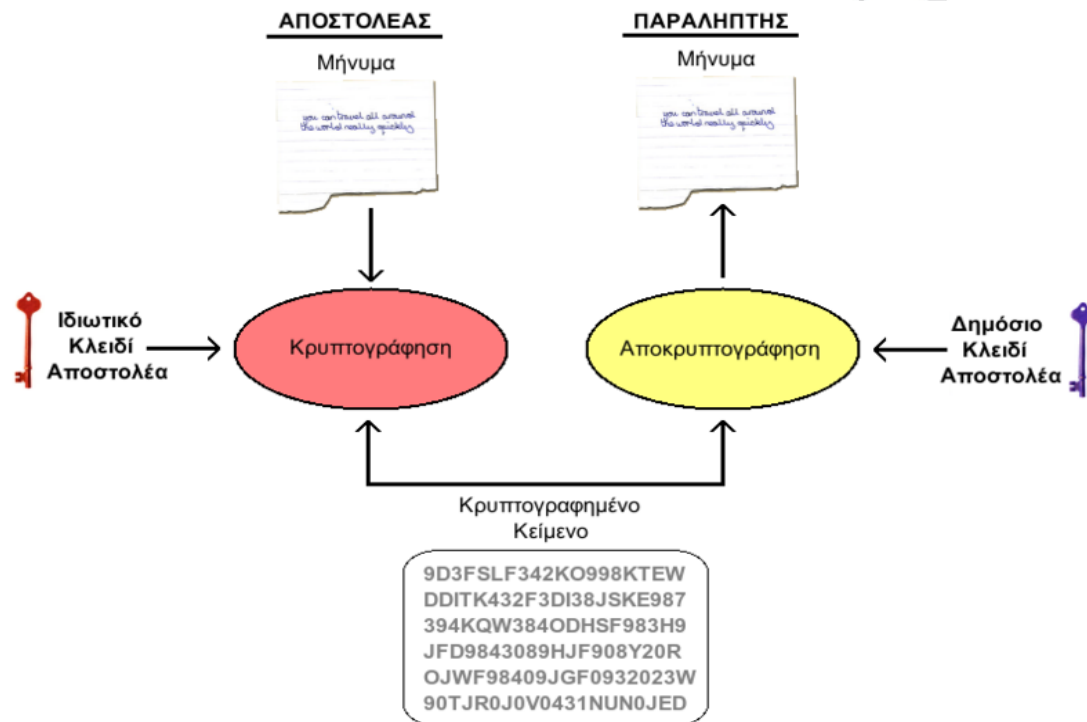 ΑΠΟΣΤΟΛΕΑΣ
Μήνυμα
you can travel all around
the world really quickly
ΠΑΡΑΛΗΠΤΗΣ
Μήνυμα
you can travel all around
the world really quickly
Ιδιωτικό
Κλειδί
Αποστολέα
Κρυπτογράφηση
Αποκρυπτογράφηση
Δημόσιο
Κλειδί
Αποστολέα
Κρυπτογραφημένο
Κείμενο
9D3FSLF342KO998KTEW
DDITK432F3DI38JSKE987
394KQW384ODHSF983H9
JFD9843089HJF908Y20R
OJWF98409JGF0932023W
90TJR0J0V0431NUN0JED